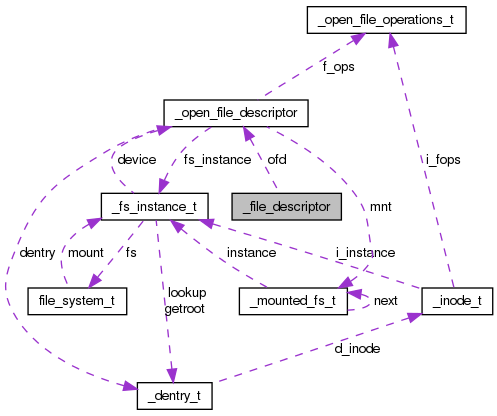 _open_file_operations_t
f_ops
_open_file_descriptor
device
fs_instance
ofd
i_fops
_fs_instance_t
_file_descriptor
mnt
dentry
mount
fs
instance
i_instance
lookup
getroot
file_system_t
_mounted_fs_t
next
_inode_t
d_inode
_dentry_t